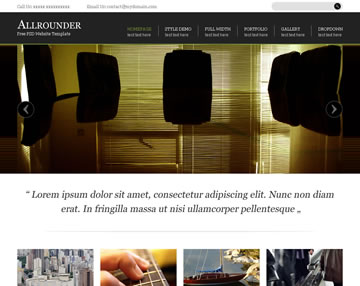 Call Us: xxxxx xxxxxxxxxx Email Us: contact@mydomain.com
ALLROUNDER
Free PSD Website Template
HOMEPAGE STYLE DEMO FULL WIDTH PORTFOLIO GALLERY DROPDOWN
text text here text text here text text here text text here text text here text text here
“ Lorem ipsum dolor sit amet, consectetur adipiscing elit. Nunc non diam
erat. In fringilla massa ut nisi ullamcorper pellentesque „